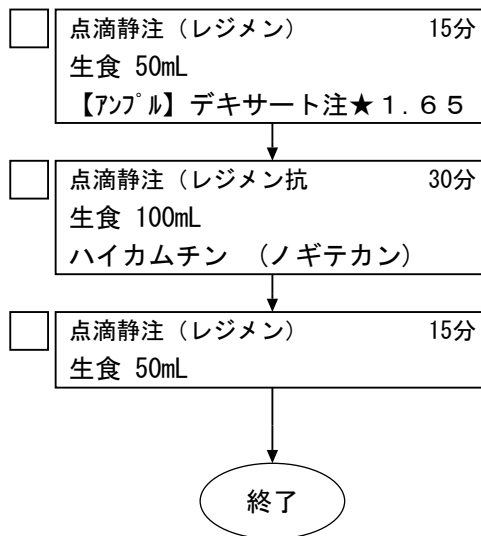 点滴静注（レジメン） 15分
生食 50mL
【ｱﾝﾌﾟﾙ】デキサート注★１.６５
点滴静注（レジメン抗 30分
生食 100mL
ハイカムチン （ノギテカン）
点滴静注（レジメン） 15分
生食 50mL
終了